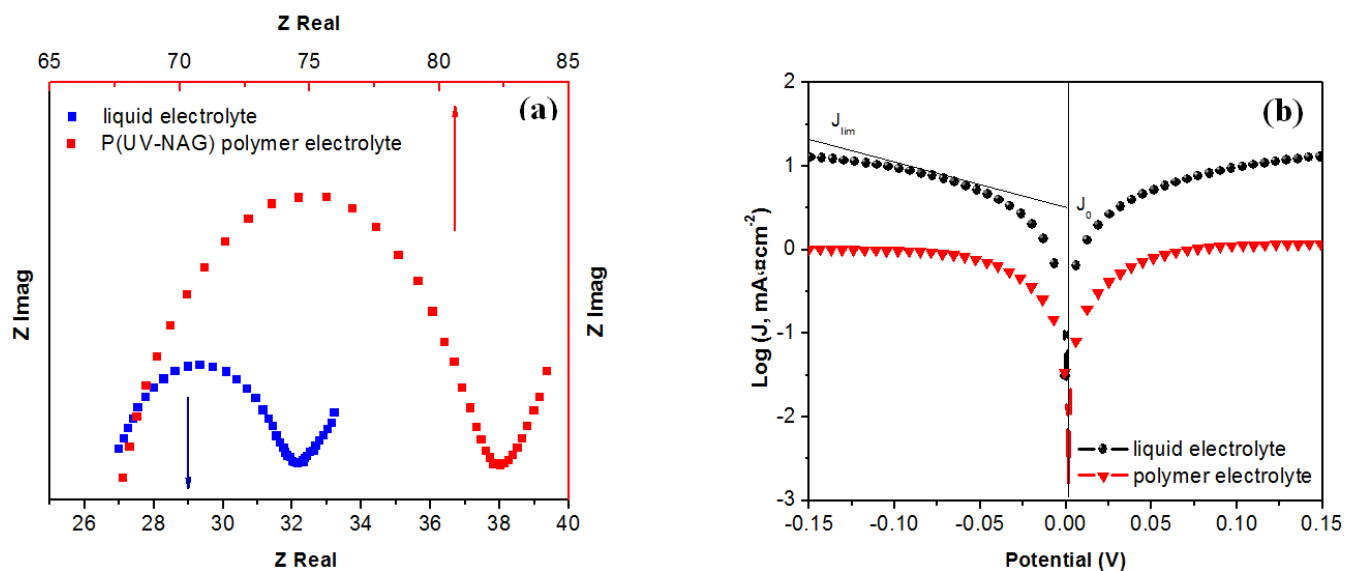 Z Real
65 70 75 80 85
(a)
liquid electrolyte
P(UV-NAG) polymer electrolyte
Z Imag
Z Imag
26 28 30 32 34 36 38 40
Z Real
2
1
0
-1
-2
-3
(b)
J_lim
J_0
Log (J, mA·¤cm⁻²)
liquid electrolyte
polymer electrolyte
-0.15 -0.10 -0.05 0.00 0.05 0.10 0.15
Potential (V)